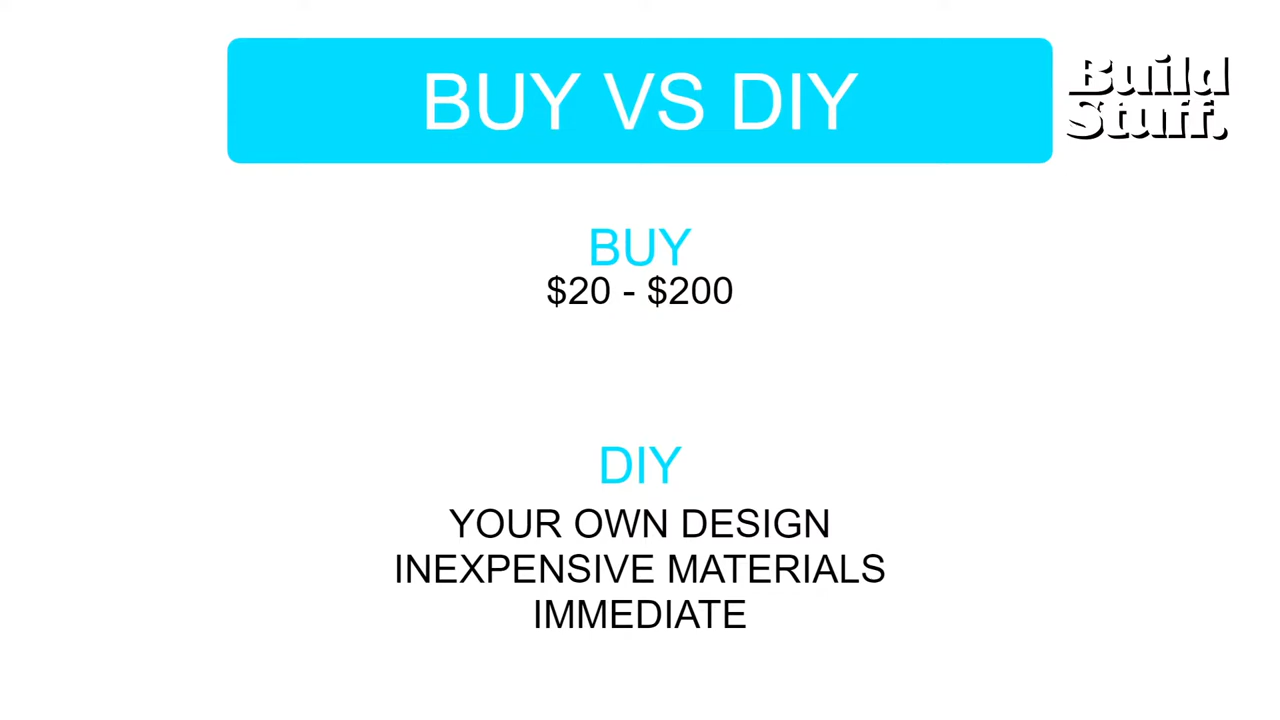 BUY VS DIY
Build
Stuff.
BUY
$20 - $200
DIY
YOUR OWN DESIGN
INEXPENSIVE MATERIALS
IMMEDIATE